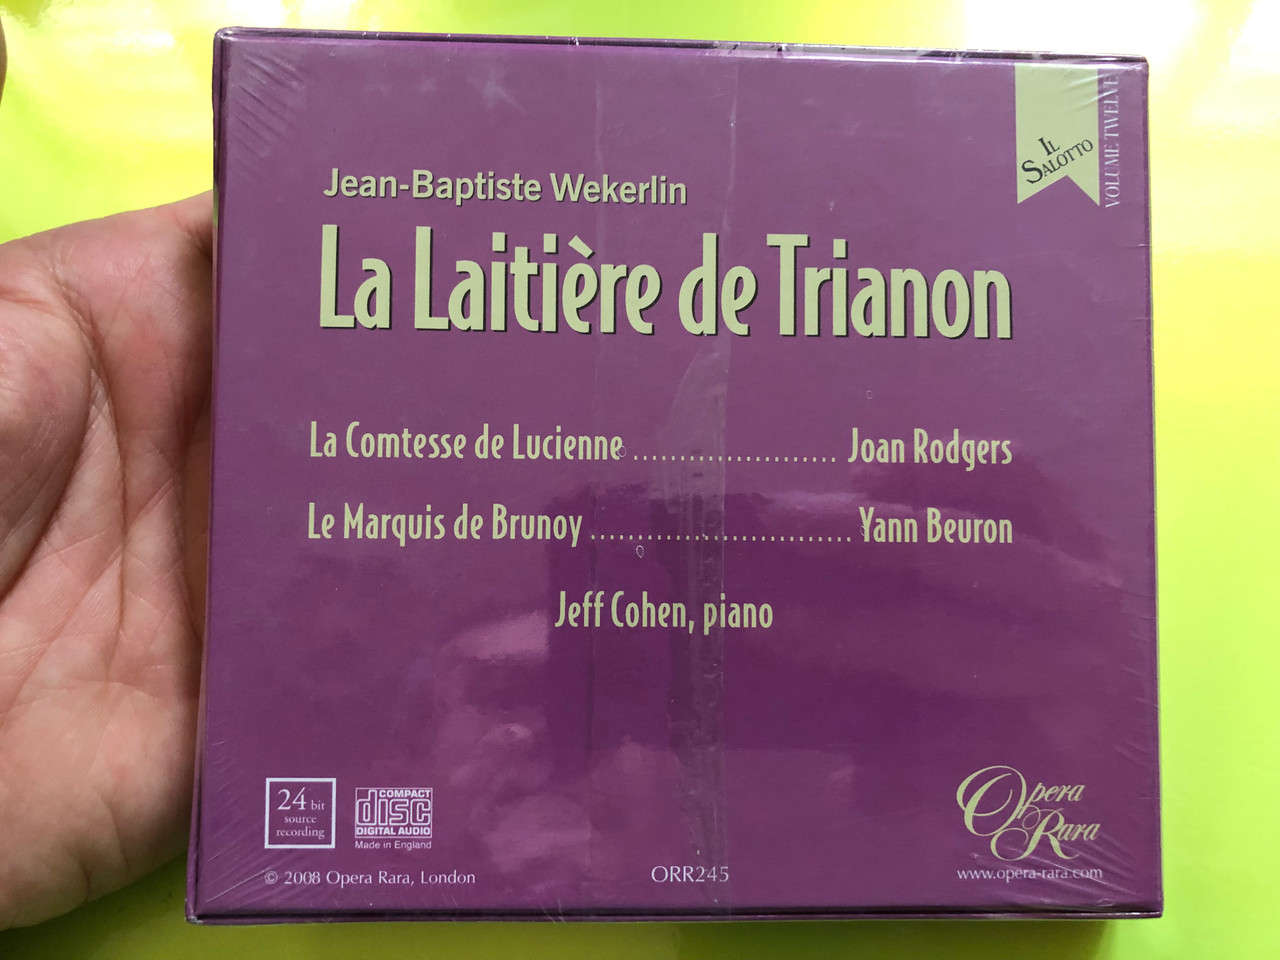 IL
SALOTTO
VOLUME TWELVE
Jean-Baptiste Wekerlin
La Laitière de Trianon
La Comtesse de Lucienne ...................... Joan Rodgers
Le Marquis de Brunoy ............................ Yann Beuron
Jeff Cohen, piano
24 bit
source
recording
COMPACT
disc
DIGITAL AUDIO
Made in England
Opera
Rara
© 2008 Opera Rara, London
ORR245
www.opera-rara.com